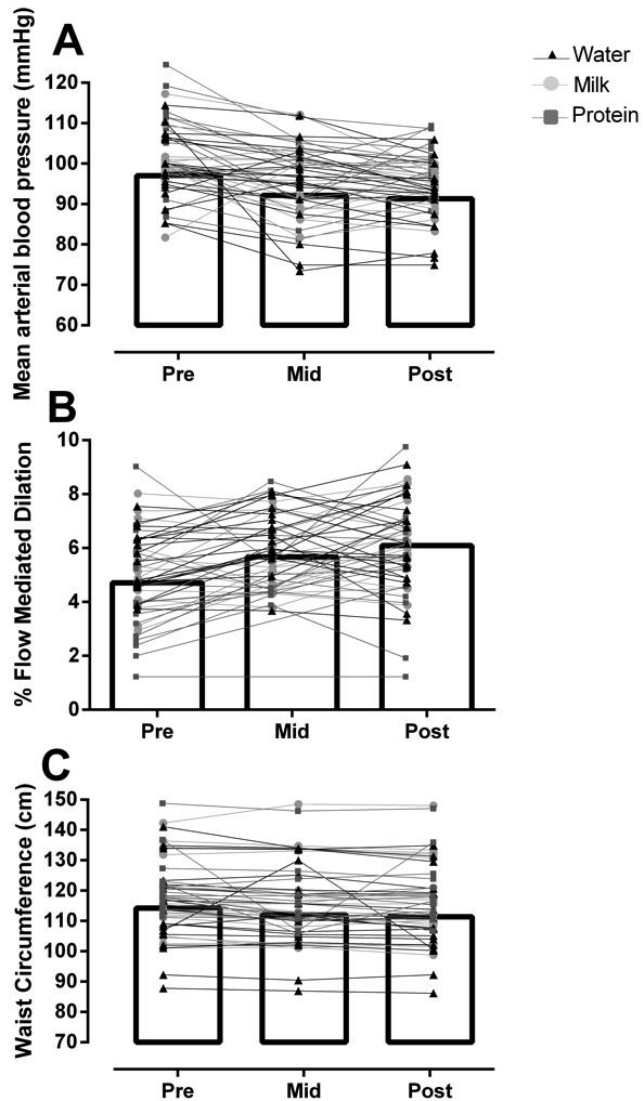 A
Mean arterial blood pressure (mmHg)
120
110
100
90
80
70
60
Pre Mid Post
Water
Milk
Protein
B
% Flow Mediated Dilation
10
8
6
4
2
0
Pre Mid Post
C
Waist Circumference (cm)
150
140
130
120
110
100
90
80
70
Pre Mid Post